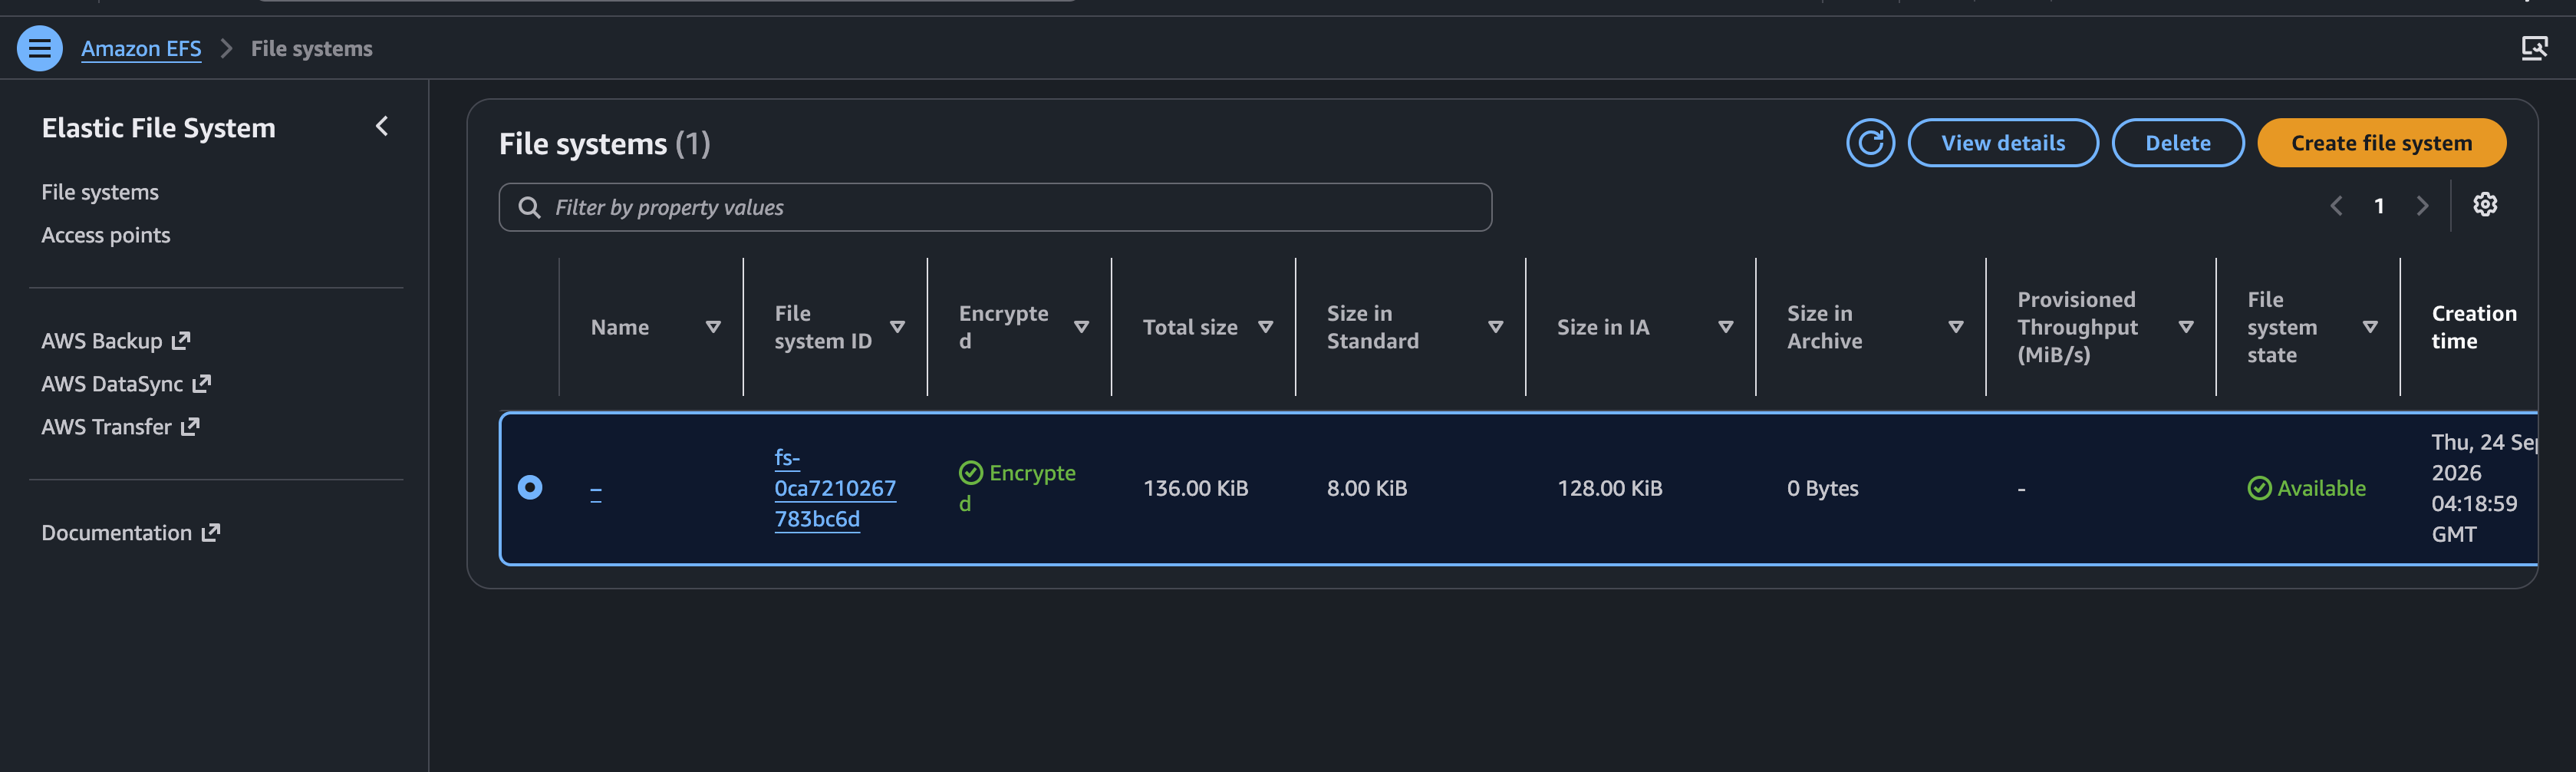 Amazon EFS
File systems
Elastic File System
File systems
Access points
AWS Backup
AWS DataSync
AWS Transfer
Documentation
File systems (1)
View details
Delete
Create file system
Filter by property values
1
Name
File
system ID
Encrypte
d
Total size
Size in
Standard
Size in IA
Size in
Archive
Provisioned
Throughput
(MiB/s)
File
system
state
Creation
time
–
fs-
0ca7210267
783bc6d
Encrypte
d
136.00 KiB
8.00 KiB
128.00 KiB
0 Bytes
-
Available
Thu, 24 Sep
2026
04:18:59
GMT